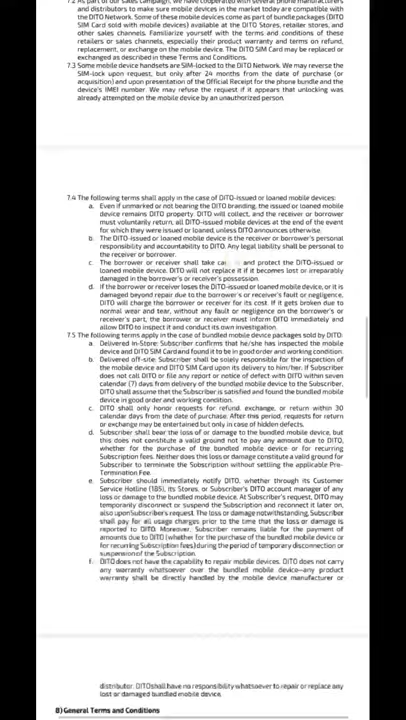 7.2 As part of our sales campaign, we have cooperated with several phone manufacturers
and distributors to make sure mobile devices in the market today are compatible with
the DITO Network. Some of these mobile devices come as part of bundle packages (DITO
SIM Card sold with mobile devices) available at the DITO Stores, retailer stores, and
other sales channels. Familiarize yourself with the terms and conditions of these
retailers or sales channels, especially their product warranty and terms on refund,
replacement, or exchange on the mobile device. The DITO SIM Card may be replaced or
exchanged as described in these Terms and Conditions.
7.3 Some mobile device handsets are SIM-locked to the DITO Network. We may reverse the
SIM-lock upon request, but only after 24 months from the date of purchase (or
acquisition) and upon presentation of the Official Receipt for the phone bundle and the
device's IMEI number. We may refuse the request if it appears that unlocking was
already attempted on the mobile device by an unauthorized person.
7.4 The following terms shall apply in the case of DITO-issued or loaned mobile devices:
a. Even if unmarked or not bearing the DITO branding, the issued or loaned mobile
device remains DITO property. DITO will collect, and the receiver or borrower
must voluntarily return, all DITO-issued mobile devices at the end of the event
for which they were issued or loaned, unless DITO announces otherwise.
b. The DITO-issued or loaned mobile device is the receiver or borrower's personal
responsibility and accountability to DITO. Any legal liability shall be personal to
the receiver or borrower.
c. The borrower or receiver shall take and protect the DITO-issued or
loaned mobile device. DITO will not replace it if it becomes lost or irreparably
damaged in the borrower's or receiver's possession.
d. If the borrower or receiver loses the DITO-issued or loaned mobile device, or it is
damaged beyond repair due to the borrower's or receiver's fault or negligence,
DITO will charge the borrower or receiver for its cost. If it gets broken due to
normal wear and tear, without any fault or negligence on the borrower's or
receiver's part, the borrower or receiver must inform DITO immediately and
allow DITO to inspect it and conduct its own investigation.
7.5 The following terms apply in the case of bundled mobile device packages sold by DITO:
a. Delivered in-Store: Subscriber confirms that he/she has inspected the mobile
device and DITO SIM Card and found it to be in good order and working condition.
b. Delivered off-site: Subscriber shall be solely responsible for the inspection of
the mobile device and DITO SIM Card upon its delivery to him/her. If Subscriber
does not call DITO or file any report or notice of defect with DITO within seven
calendar (7) days from delivery of the bundled mobile device to the Subscriber,
DITO shall assume that the Subscriber is satisfied and found the bundled mobile
device in good order and working condition.
c. DITO shall only honor requests for refund, exchange, or return within 30
calendar days from the date of purchase. After this period, requests for return
or exchange may be entertained but only in case of hidden defects.
d. Subscriber shall bear the loss of or damage to the bundled mobile device, but
this does not constitute a valid ground not to pay any amount due to DITO,
whether for the purchase of the bundled mobile device or for recurring
Subscription fees. Neither does this loss or damage constitute a valid ground for
Subscriber to terminate the Subscription without settling the applicable Pre-
Termination Fee.
e. Subscriber should immediately notify DITO, whether through its Customer
Service Hotline (185), its Stores, or Subscriber's DITO account manager of any
loss or damage to the bundled mobile device. At Subscriber's request, DITO may
temporarily disconnect or suspend the Subscription and reconnect it later on,
also upon Subscriber's request. The loss or damage notwithstanding, Subscriber
shall pay for all usage charges prior to the time that the loss or damage is
reported to DITO. Moreover, Subscriber remains liable for the payment of
amounts due to DITO (whether for the purchase of the bundled mobile device or
for recurring Subscription fees) during the period of temporary disconnection or
suspension of the Subscription.
f. DITO does not have the capability to repair mobile devices. DITO does not carry
any warranty whatsoever over the bundled mobile device—any product
warranty shall be directly handled by the mobile device manufacturer or
distributor. DITO shall have no responsibility whatsoever to repair or replace any
lost or damaged bundled mobile device.
8) General Terms and Conditions